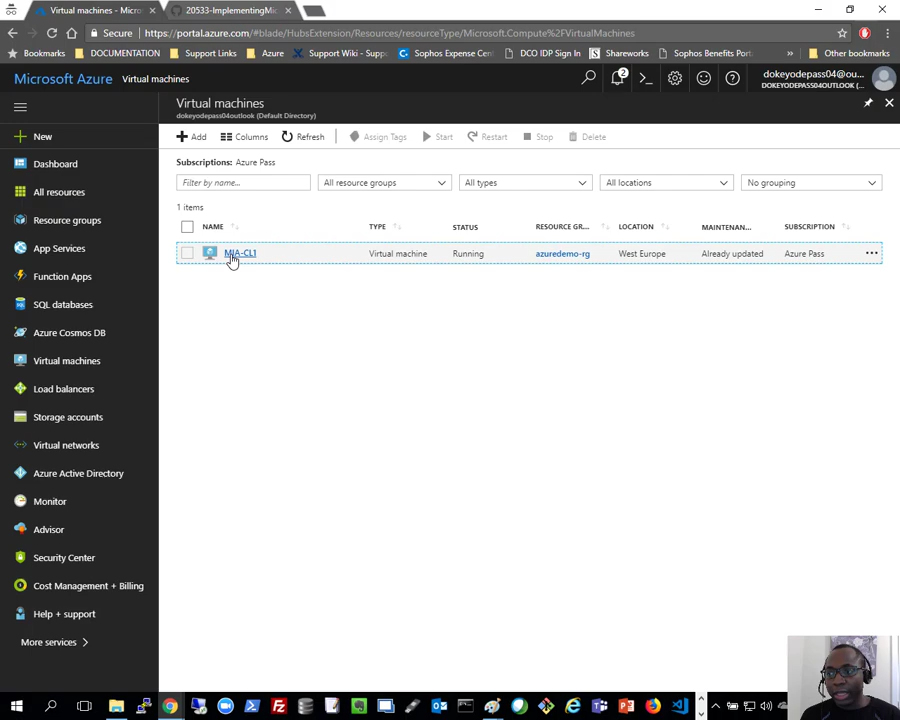 Virtual machines - Micro
20533-ImplementingMic
Secure
https://portal.azure.com/#blade/HubsExtension/Resources/resourceType/Microsoft.Compute%2FVirtualMachines
Bookmarks
DOCUMENTATION
Support Links
Azure
Support Wiki - Supp
Sophos Expense Cen
DCO IDP Sign In
Shareworks
Sophos Benefits Port
»
Other bookmarks
Microsoft Azure
Virtual machines
2
dokeyodepass04@ou...
DOKEYODEPASS04OUTLOOK (...
Virtual machines
dokeyodepass04outlook (Default Directory)
New
Add
Columns
Refresh
Assign Tags
Start
Restart
Stop
Delete
Subscriptions: Azure Pass
Filter by name...
All resource groups
All types
All locations
No grouping
1 items
NAME
TYPE
STATUS
RESOURCE GR...
LOCATION
MAINTENAN...
SUBSCRIPTION
MIA-CL1
Virtual machine
Running
azuredemo-rg
West Europe
Already updated
Azure Pass
...
Dashboard
All resources
Resource groups
App Services
Function Apps
SQL databases
Azure Cosmos DB
Virtual machines
Load balancers
Storage accounts
Virtual networks
Azure Active Directory
Monitor
Advisor
Security Center
Cost Management + Billing
Help + support
More services